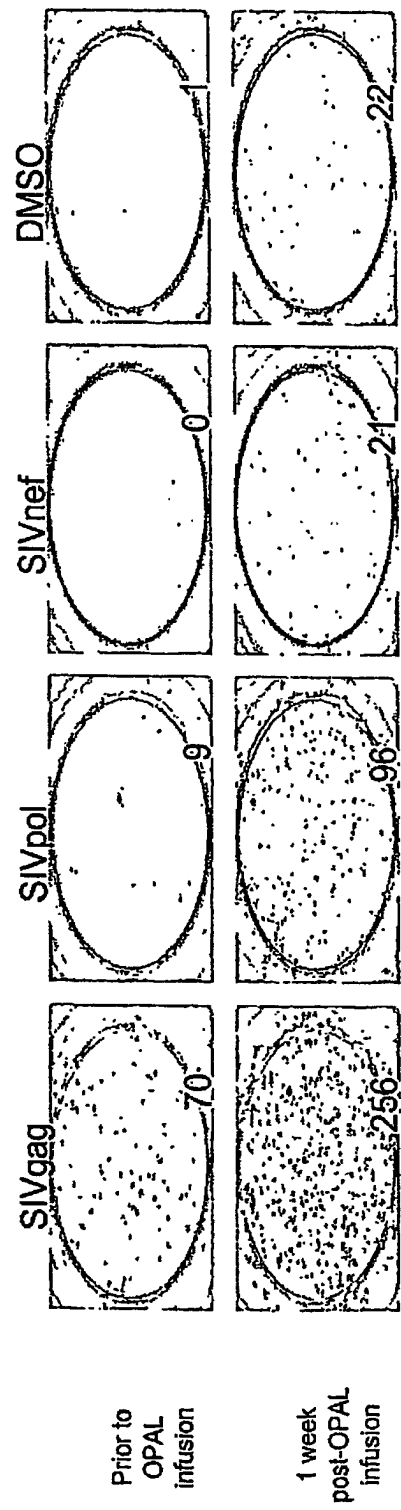 SIVgag SIVpol SIVnef DMSO
Prior to
OPAL
infusion
70 9 0 1
1 week
post-OPAL
infusion
256 96 21 22